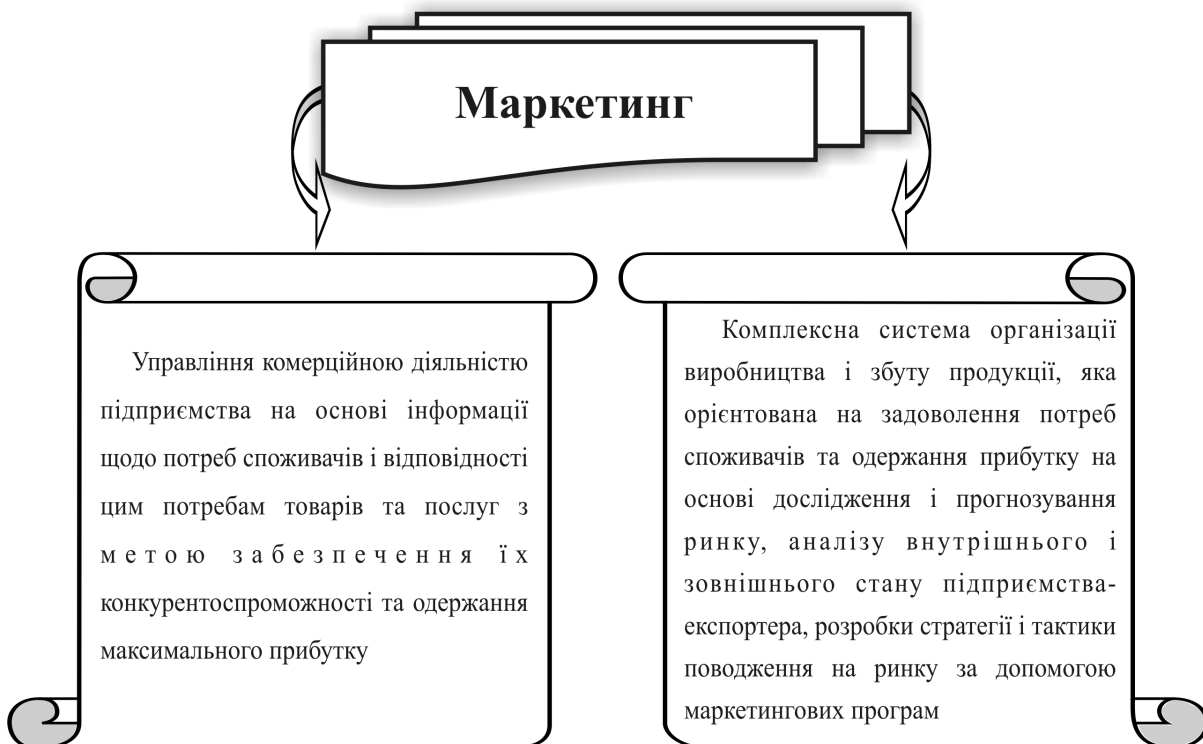 Маркетинг
Управління комерційною діяльністю
підприємства на основі інформації
щодо потреб споживачів і відповідності
цим потребам товарів та послуг з
метою забезпечення їх
конкурентоспроможності та одержання
максимального прибутку
Комплексна система організації
виробництва і збуту продукції, яка
орієнтована на задоволення потреб
споживачів та одержання прибутку на
основі дослідження і прогнозування
ринку, аналізу внутрішнього і
зовнішнього стану підприємства-
експортера, розробки стратегії і тактики
поводження на ринку за допомогою
маркетингових програм